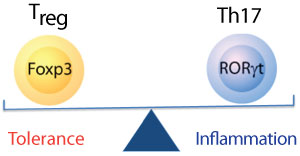 Treg Th17
Foxp3 RORγt
Tolerance Inflammation